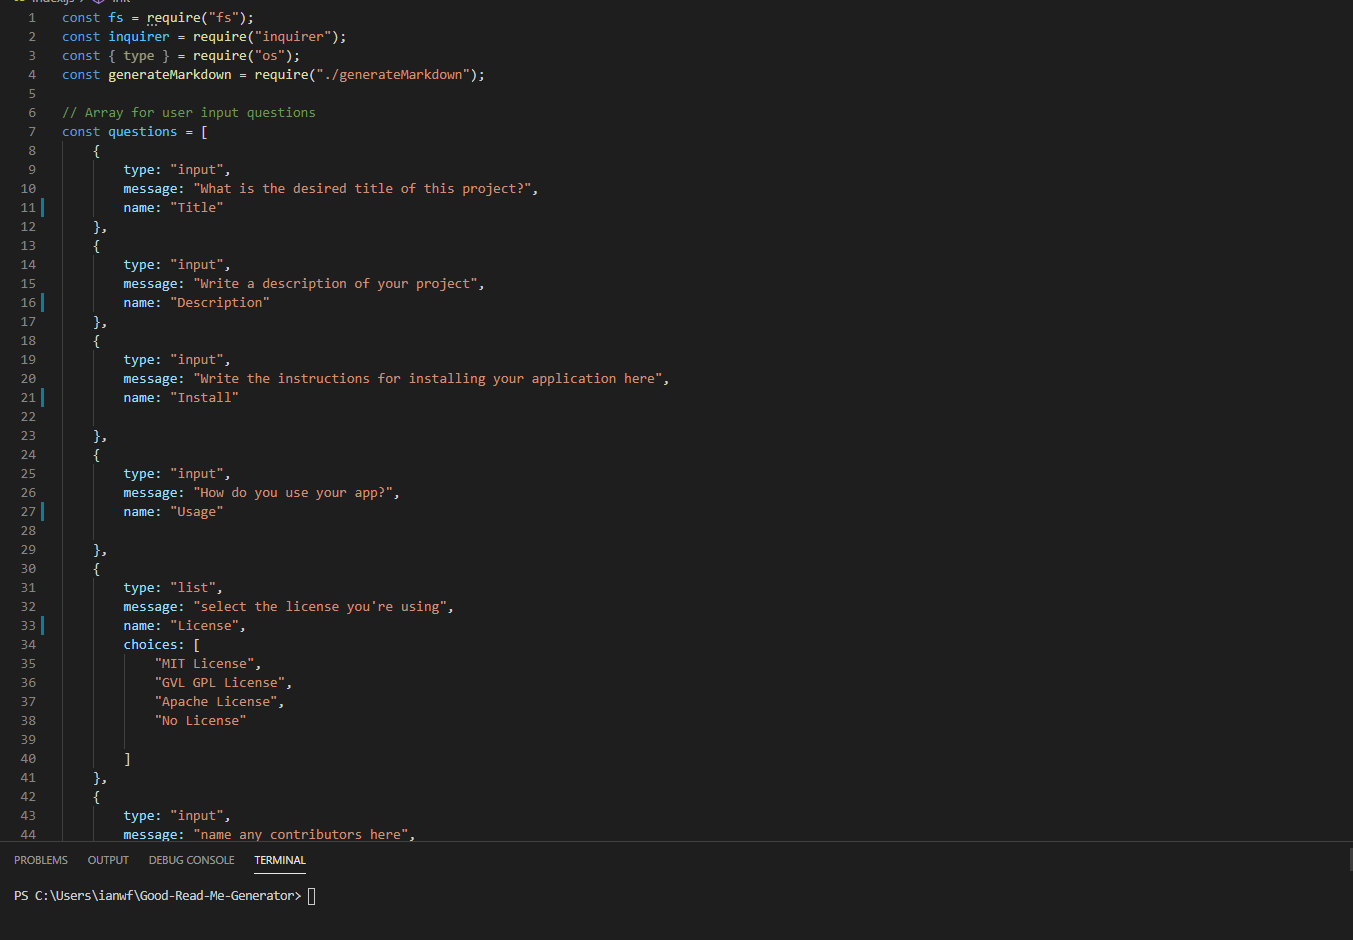 1 const fs = require("fs");
2 const inquirer = require("inquirer");
3 const { type } = require("os");
4 const generateMarkdown = require("./generateMarkdown");
5
6 // Array for user input questions
7 const questions = [
8 {
9 type: "input",
10 message: "What is the desired title of this project?",
11 name: "Title"
12 },
13 {
14 type: "input",
15 message: "Write a description of your project",
16 name: "Description"
17 },
18 {
19 type: "input",
20 message: "Write the instructions for installing your application here",
21 name: "Install"
22
23 },
24 {
25 type: "input",
26 message: "How do you use your app?",
27 name: "Usage"
28
29 },
30 {
31 type: "list",
32 message: "select the license you're using",
33 name: "License",
34 choices: [
35 "MIT License",
36 "GVL GPL License",
37 "Apache License",
38 "No License"
39
40 ]
41 },
42 {
43 type: "input",
44 message: "name any contributors here",
PROBLEMS OUTPUT DEBUG CONSOLE TERMINAL
PS C:\Users\ianwf\Good-Read-Me-Generator>